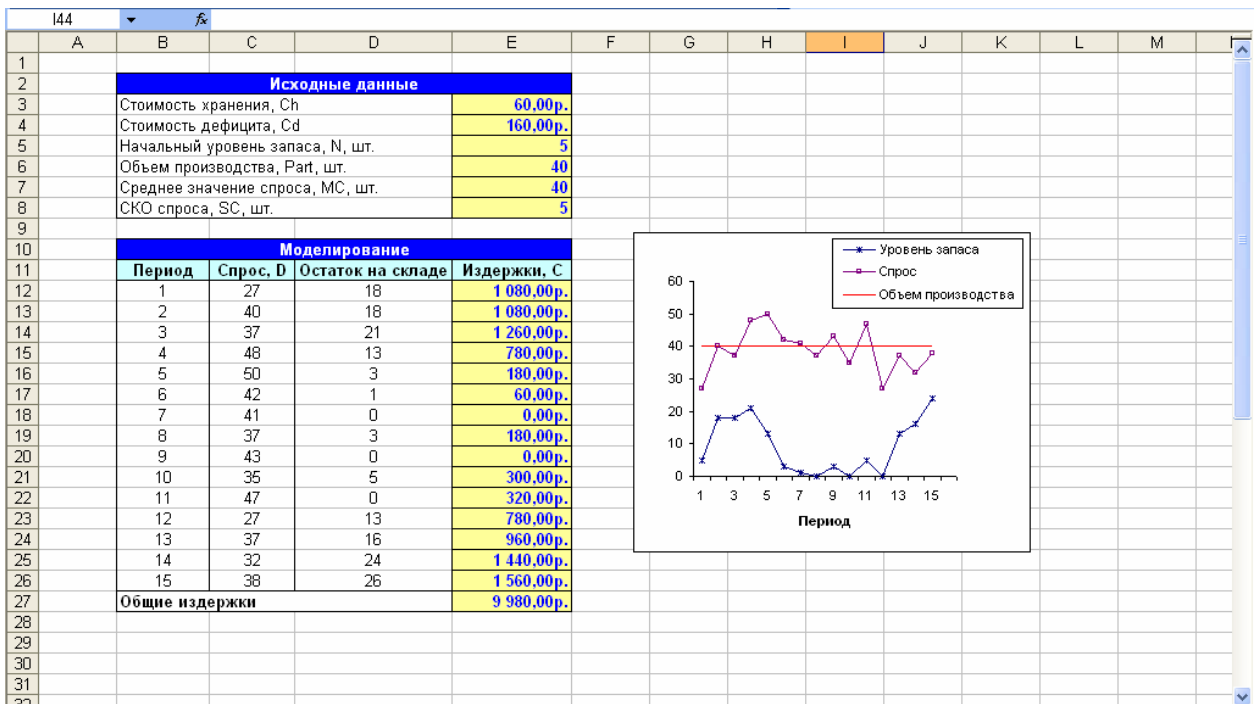 I44 fx
A B C D E F G H I J K L M
1
2 Исходные данные
3 Стоимость хранения, Ch 60,00р.
4 Стоимость дефицита, Cd 160,00р.
5 Начальный уровень запаса, N, шт. 5
6 Объем производства, Part, шт. 40
7 Среднее значение спроса, МС, шт. 40
8 СКО спроса, SC, шт. 5
9
10 Моделирование
11 Период Спрос, D Остаток на складе Издержки, С
12 1 27 18 1 080,00р.
13 2 40 18 1 080,00р.
14 3 37 21 1 260,00р.
15 4 48 13 780,00р.
16 5 50 3 180,00р.
17 6 42 1 60,00р.
18 7 41 0 0,00р.
19 8 37 3 180,00р.
20 9 43 0 0,00р.
21 10 35 5 300,00р.
22 11 47 0 320,00р.
23 12 27 13 780,00р.
24 13 37 16 960,00р.
25 14 32 24 1 440,00р.
26 15 38 26 1 560,00р.
27 Общие издержки 9 980,00р.
28
29
30
31
32
Уровень запаса
Спрос
Объем производства
60
50
40
30
20
10
0
1 3 5 7 9 11 13 15
Период